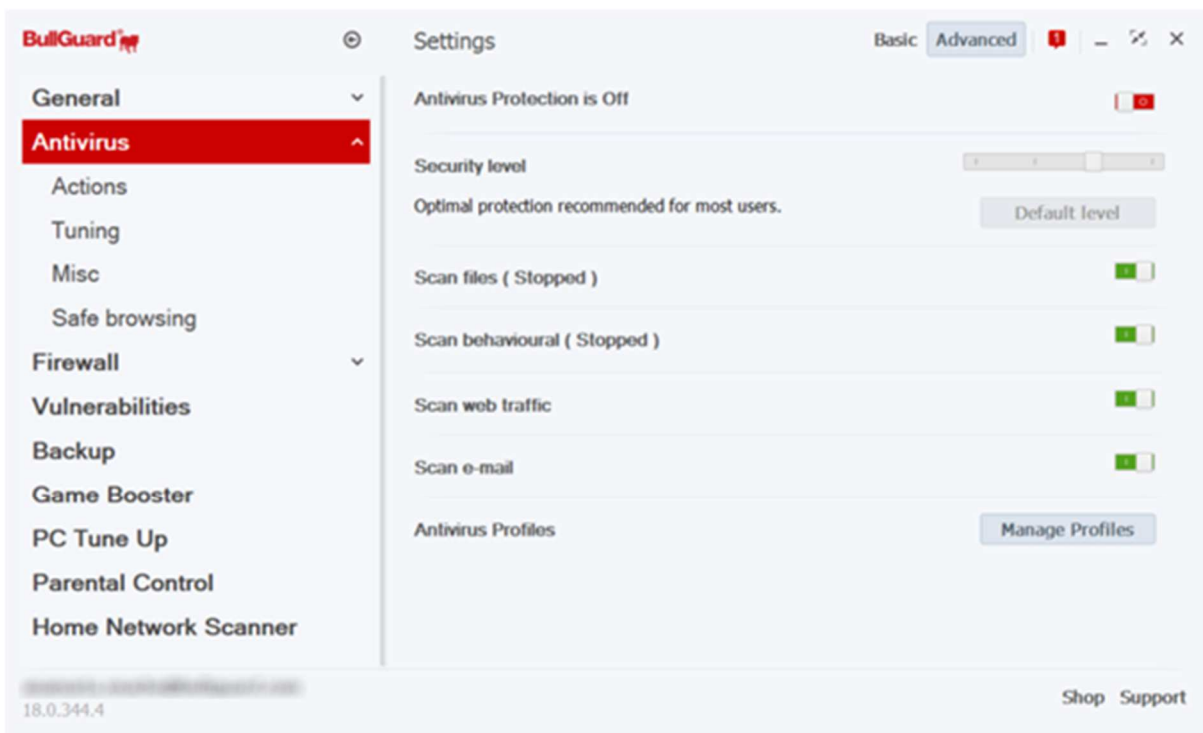 BullGuard
Settings
Basic Advanced 1
General
Antivirus
Actions
Tuning
Misc
Safe browsing
Firewall
Vulnerabilities
Backup
Game Booster
PC Tune Up
Parental Control
Home Network Scanner
Antivirus Protection is Off
Security level
Optimal protection recommended for most users.
Default level
Scan files ( Stopped )
Scan behavioural ( Stopped )
Scan web traffic
Scan e-mail
Antivirus Profiles
Manage Profiles
18.0.344.4
Shop Support